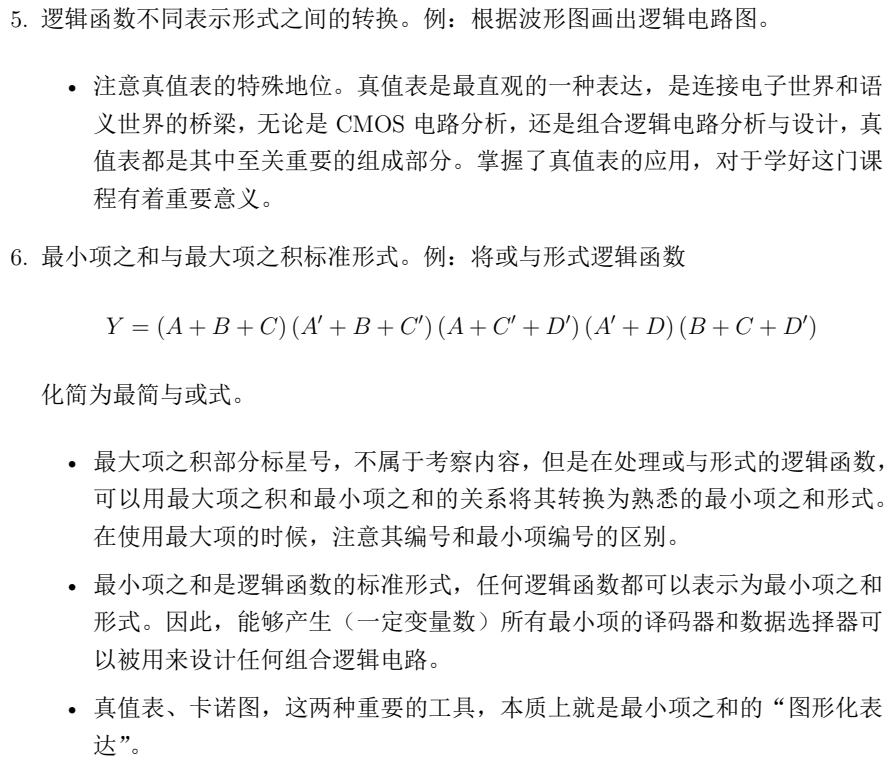 5. 逻辑函数不同表示形式之间的转换。例：根据波形图画出逻辑电路图。
• 注意真值表的特殊地位。真值表是最直观的一种表达，是连接电子世界和语
义世界的桥梁，无论是 CMOS 电路分析，还是组合逻辑电路分析与设计，真
值表都是其中至关重要的组成部分。掌握了真值表的应用，对于学好这门课
程有着重要意义。
6. 最小项之和与最大项之积标准形式。例：将或与形式逻辑函数
Y = (A + B + C) (A′ + B + C′) (A + C′ + D′) (A′ + D) (B + C + D′)
化简为最简与或式。
• 最大项之积部分标星号，不属于考察内容，但是在处理或与形式的逻辑函数，
可以用最大项之积和最小项之和的关系将其转换为熟悉的最小项之和形式。
在使用最大项的时候，注意其编号和最小项编号的区别。
• 最小项之和是逻辑函数的标准形式，任何逻辑函数都可以表示为最小项之和
形式。因此，能够产生（一定变量数）所有最小项的译码器和数据选择器可
以被用来设计任何组合逻辑电路。
• 真值表、卡诺图，这两种重要的工具，本质上就是最小项之和的“图形化表
达”。